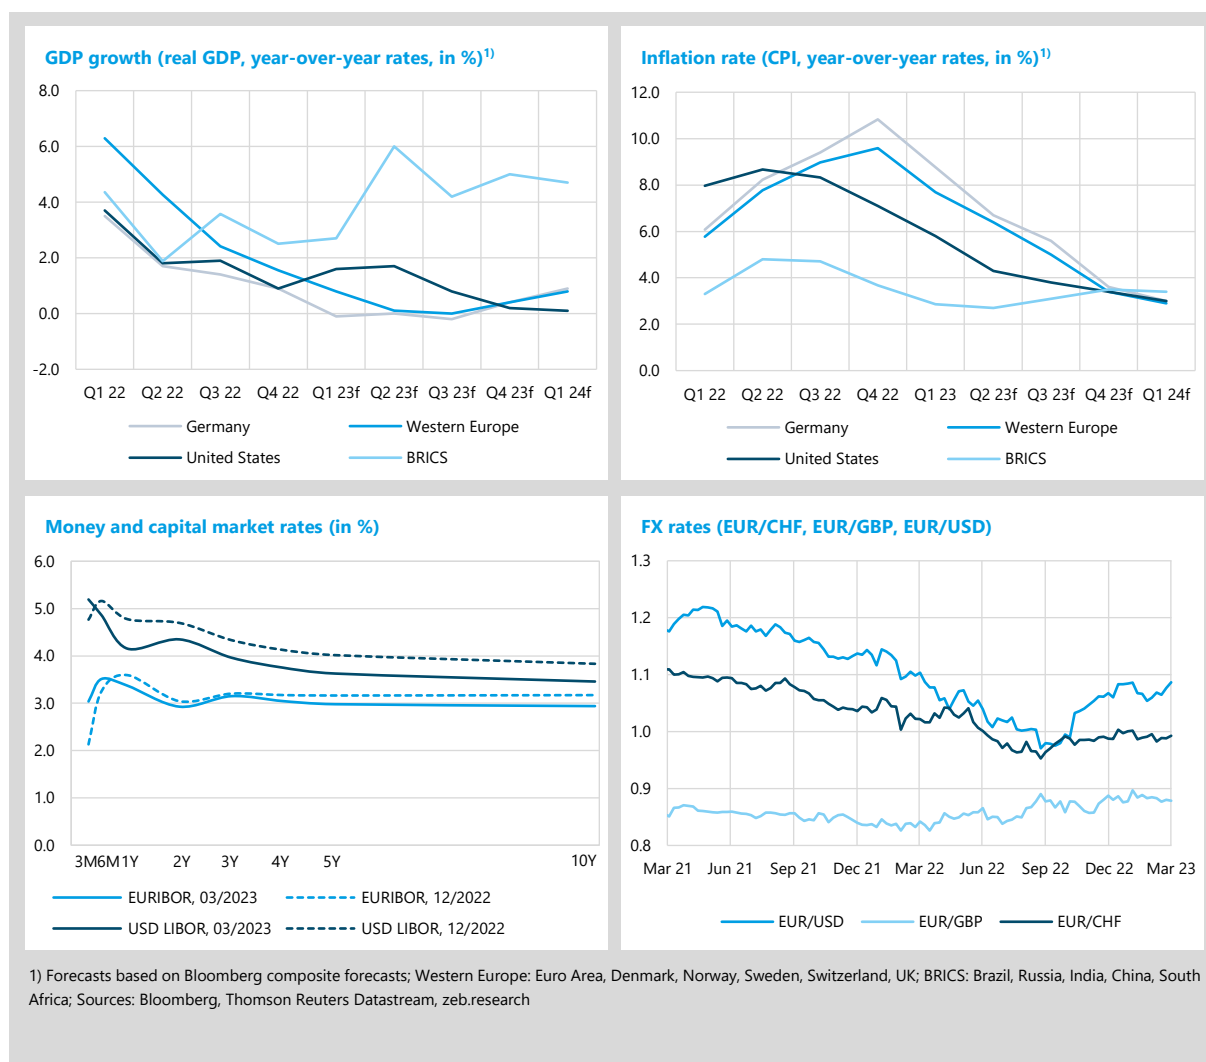 GDP growth (real GDP, year-over-year rates, in %)1)
8.0
6.0
4.0
2.0
0.0
-2.0
Q1 22 Q2 22 Q3 22 Q4 22 Q1 23f Q2 23f Q3 23f Q4 23f Q1 24f
Germany Western Europe
United States BRICS
Inflation rate (CPI, year-over-year rates, in %)1)
12.0
10.0
8.0
6.0
4.0
2.0
0.0
Q1 22 Q2 22 Q3 22 Q4 22 Q1 23 Q2 23f Q3 23f Q4 23f Q1 24f
Germany Western Europe
United States BRICS
Money and capital market rates (in %)
6.0
5.0
4.0
3.0
2.0
1.0
0.0
3M 6M 1Y 2Y 3Y 4Y 5Y 10Y
EURIBOR, 03/2023 EURIBOR, 12/2022
USD LIBOR, 03/2023 USD LIBOR, 12/2022
FX rates (EUR/CHF, EUR/GBP, EUR/USD)
1.3
1.2
1.1
1.0
0.9
0.8
Mar 21 Jun 21 Sep 21 Dec 21 Mar 22 Jun 22 Sep 22 Dec 22 Mar 23
EUR/USD EUR/GBP EUR/CHF
1) Forecasts based on Bloomberg composite forecasts; Western Europe: Euro Area, Denmark, Norway, Sweden, Switzerland, UK; BRICS: Brazil, Russia, India, China, South
Africa; Sources: Bloomberg, Thomson Reuters Datastream, zeb.research